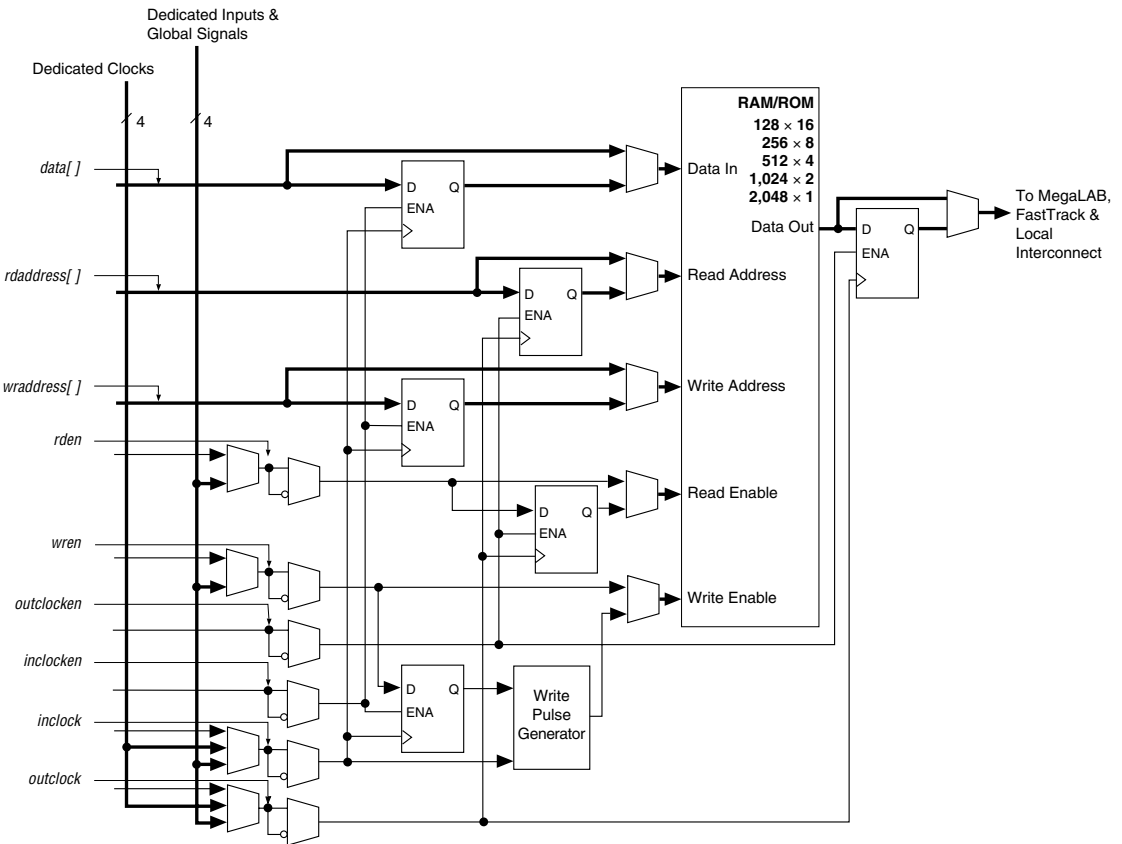 Dedicated Inputs &
Global Signals
Dedicated Clocks
4
4
RAM/ROM
128 × 16
256 × 8
512 × 4
1,024 × 2
2,048 × 1
data[ ]
D
Q
ENA
Data In
Data Out
D
Q
ENA
To MegaLAB,
FastTrack &
Local
Interconnect
rdaddress[ ]
D
Q
ENA
Read Address
wraddress[ ]
D
Q
ENA
Write Address
rden
D
Q
ENA
Read Enable
wren
Write Enable
outclocken
inclocken
D
Q
ENA
Write
Pulse
Generator
inclock
outclock